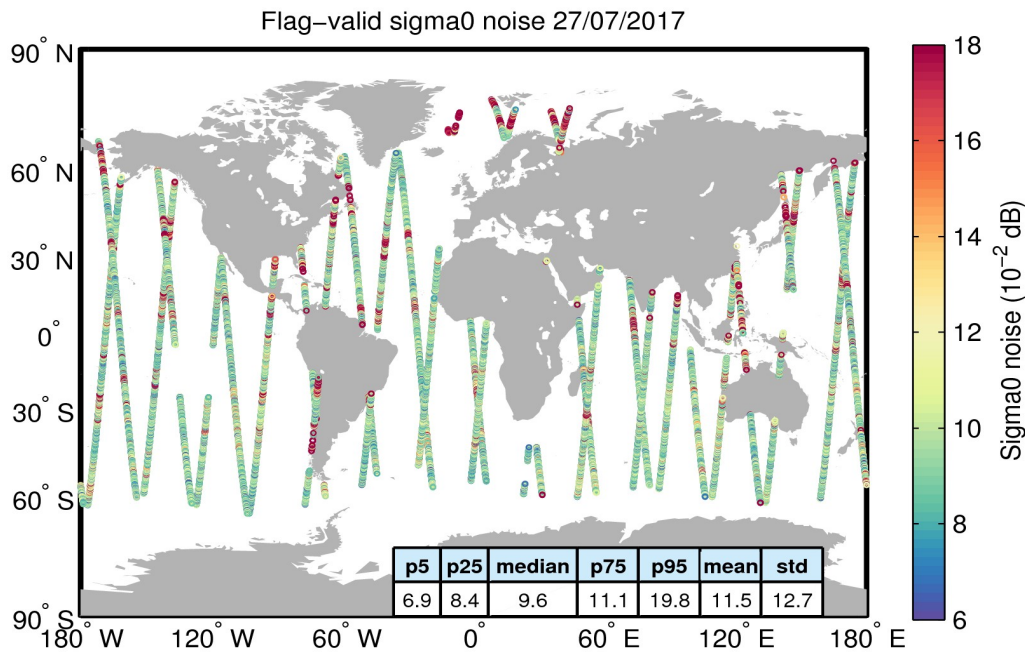 Flag−valid sigma0 noise 27/07/2017
90° N
60° N
30° N
0°
30° S
60° S
90° S
180° W
120° W
60° W
0°
60° E
120° E
180° E
p5 p25 median p75 p95 mean std
6.9 8.4 9.6 11.1 19.8 11.5 12.7
18
16
14
12
10
8
6
Sigma0 noise (10⁻² dB)